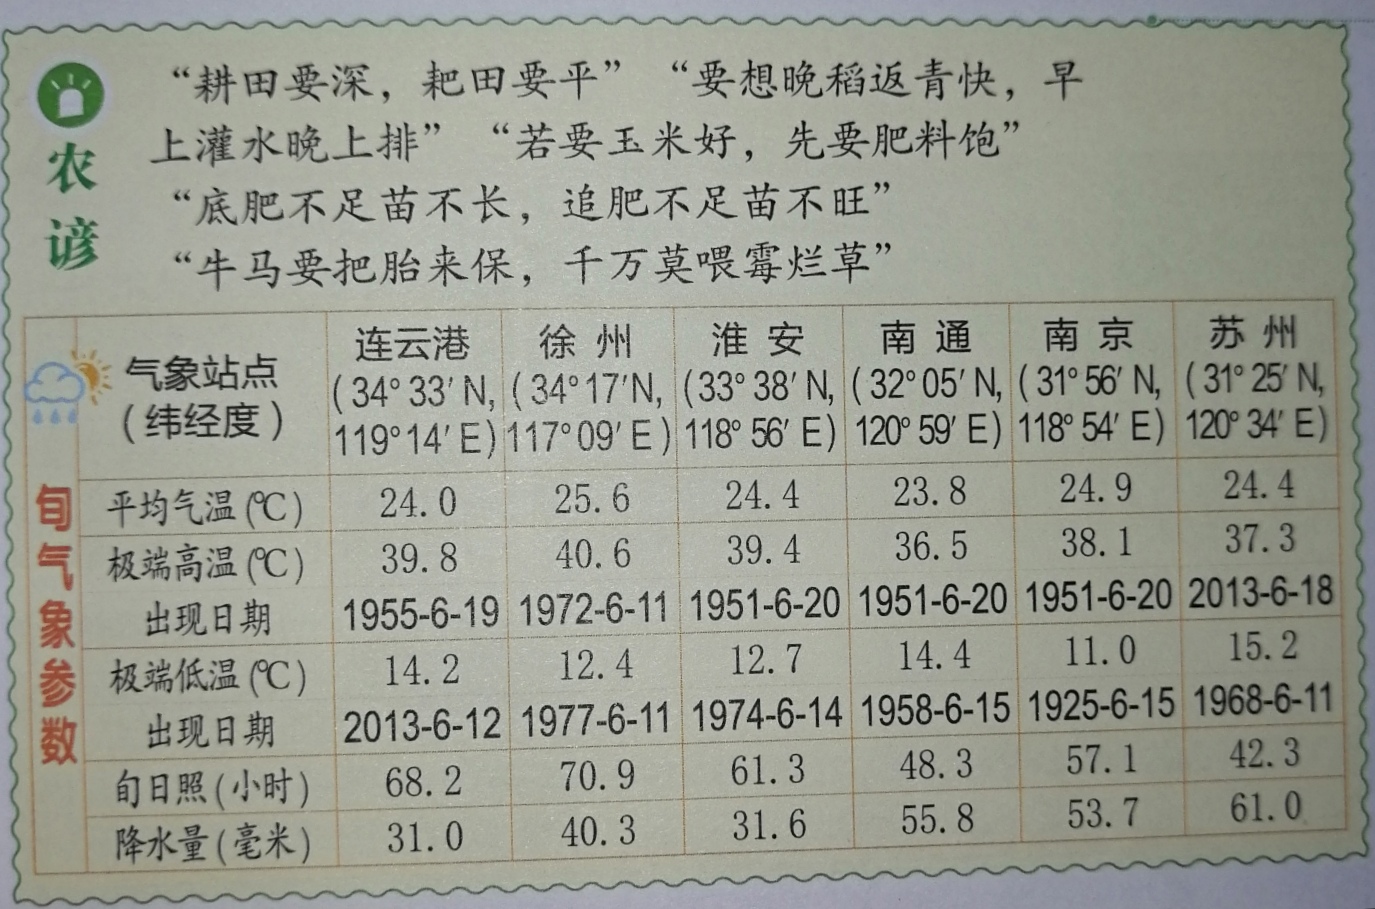 农谚
“耕田要深，耙田要平” “要想晚稻返青快，早
上灌水晚上排” “若要玉米好，先要肥料饱”
“底肥不足苗不长，追肥不足苗不旺”
“牛马要把胎来保，千万莫喂霉烂草”
旬气象参数
气象站点（纬经度） 连云港（34°33′N，119°14′E） 徐州（34°17′N，117°09′E） 淮安（33°38′N，118°56′E） 南通（32°05′N，120°59′E） 南京（31°56′N，118°54′E） 苏州（31°25′N，120°34′E）
平均气温(℃) 24.0 25.6 24.4 23.8 24.9 24.4
极端高温(℃) 39.8 40.6 39.4 36.5 38.1 37.3
出现日期 1955-6-19 1972-6-11 1951-6-20 1951-6-20 1951-6-20 2013-6-18
极端低温(℃) 14.2 12.4 12.7 14.4 11.0 15.2
出现日期 2013-6-12 1977-6-11 1974-6-14 1958-6-15 1925-6-15 1968-6-11
旬日照(小时) 68.2 70.9 61.3 48.3 57.1 42.3
降水量(毫米) 31.0 40.3 31.6 55.8 53.7 61.0